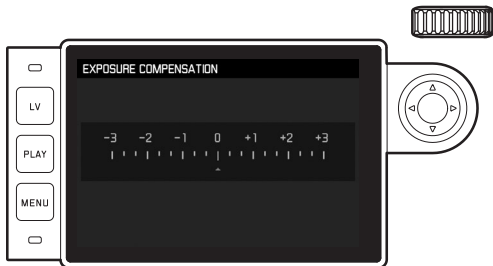 EXPOSURE COMPENSATION
LV
-3 -2 -1 0 +1 +2 +3
PLAY
MENU